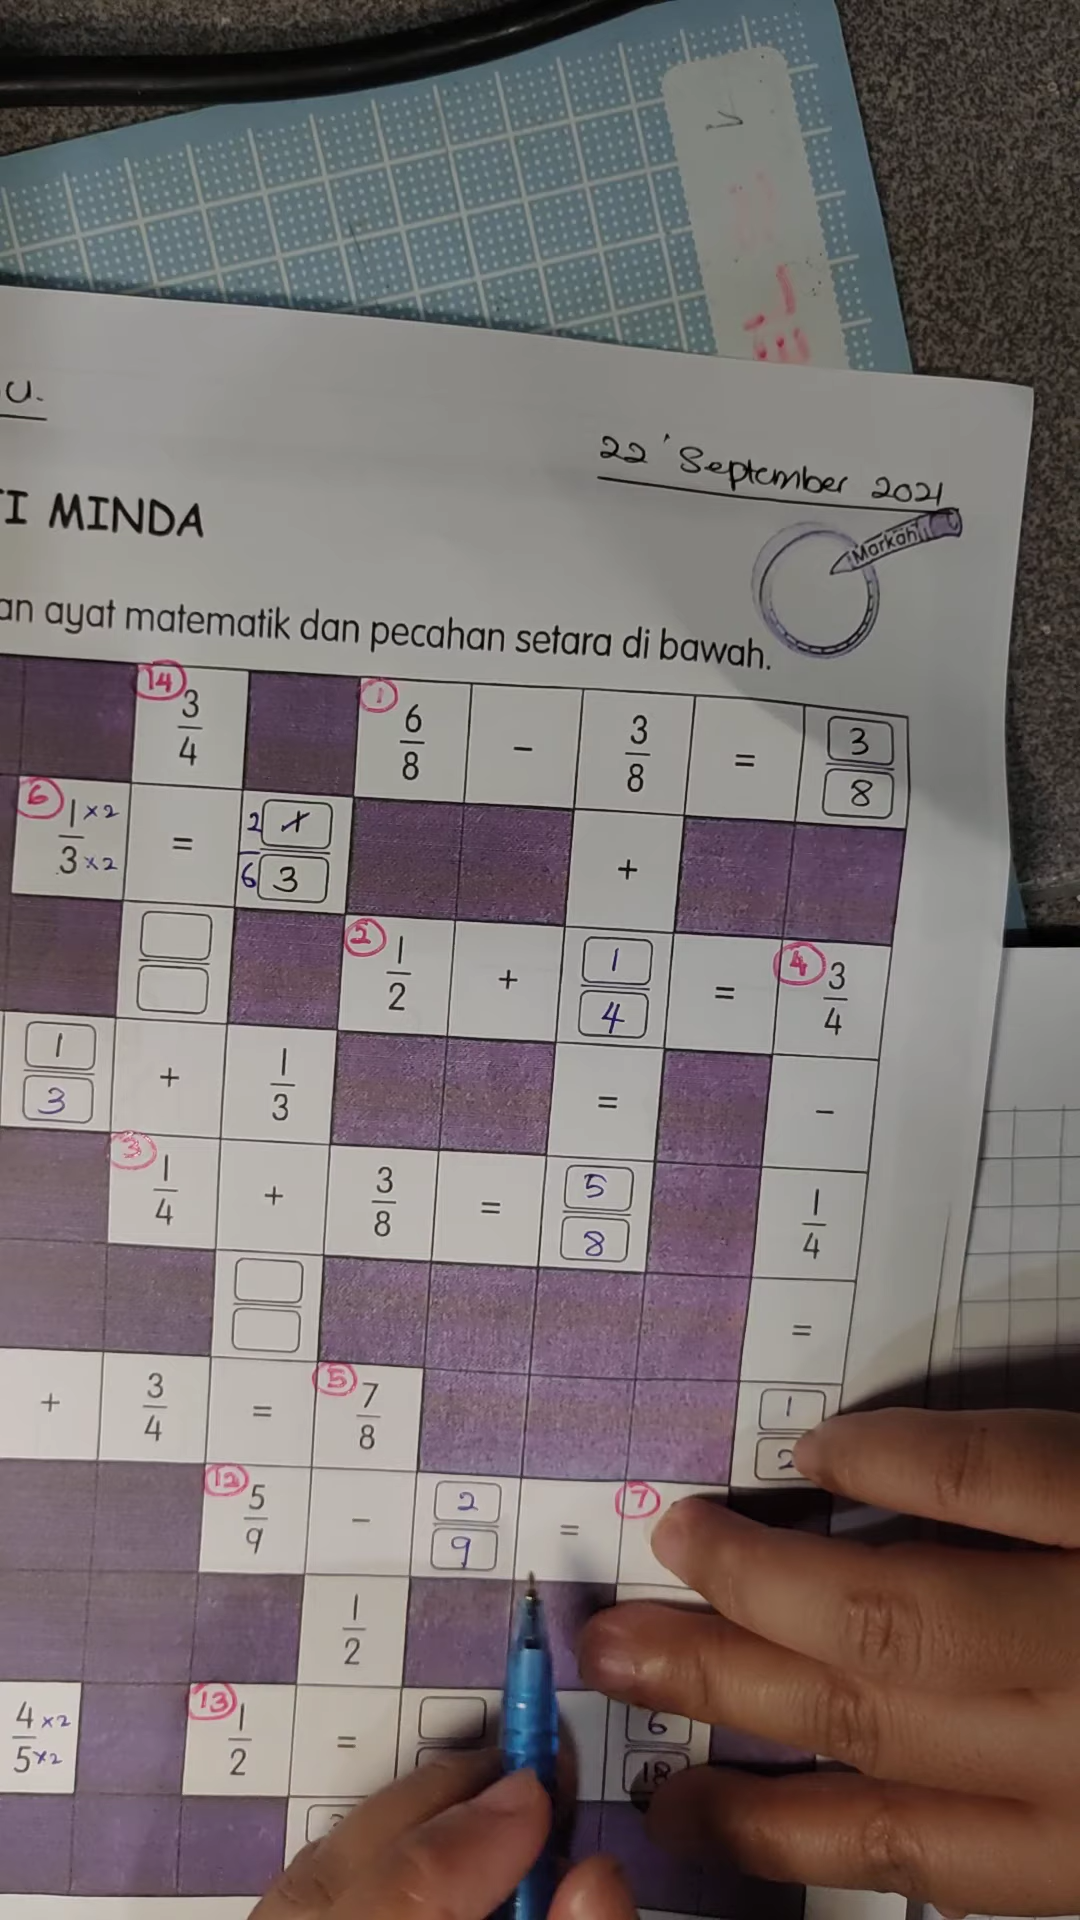 U.
22 September 2021
I MINDA
Markah
an ayat matematik dan pecahan setara di bawah.
14 3/4 1 6/8 - 3/8 = 3/8
6 1/3 ×2 ×2 = 2/6 1/3 +
2 1/2 + 1/4 = 4 3/4
1/3 + 1/3 = -
3 1/4 + 3/8 = 5/8 1/4
=
+ 3/4 = 5 7/8 1/2
12 5/9 - 2/9 = 7
1/2
4/5 ×2 ×2 13 1/2 = 6/18